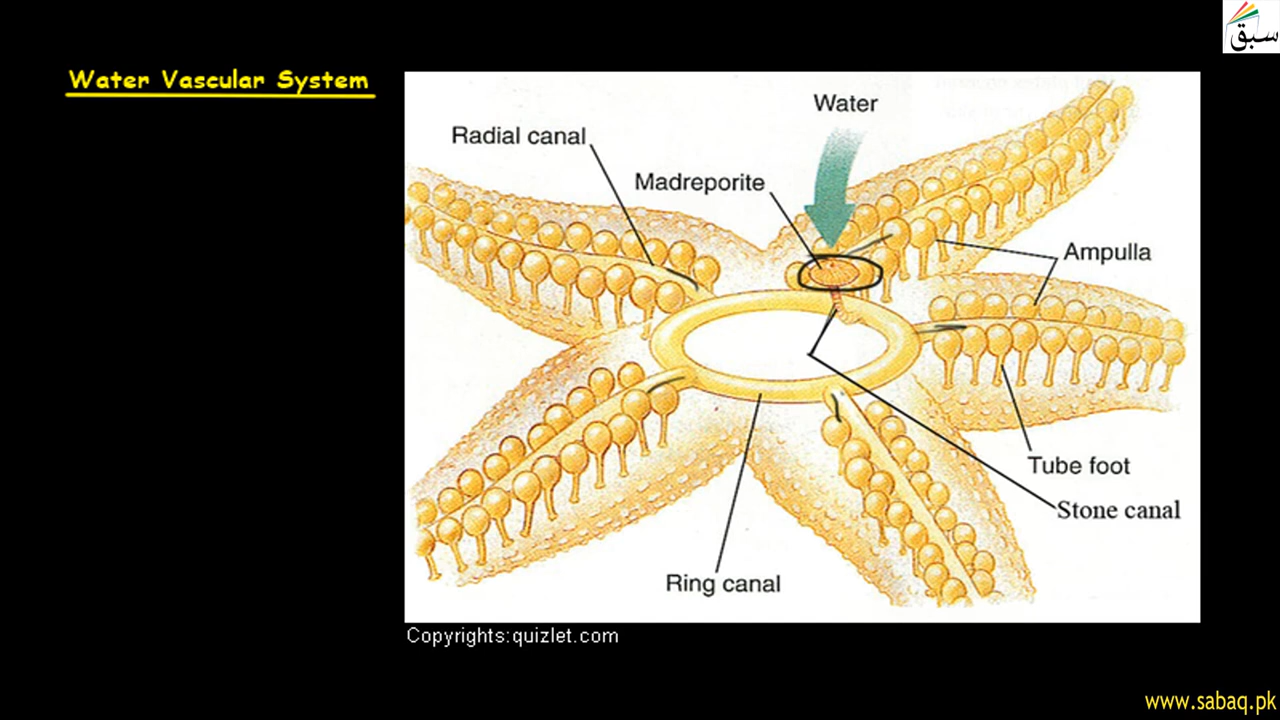 سبق
Water Vascular System
Water
Radial canal
Madreporite
Ampulla
Tube foot
Stone canal
Ring canal
Copyrights:quizlet.com
www.sabaq.pk